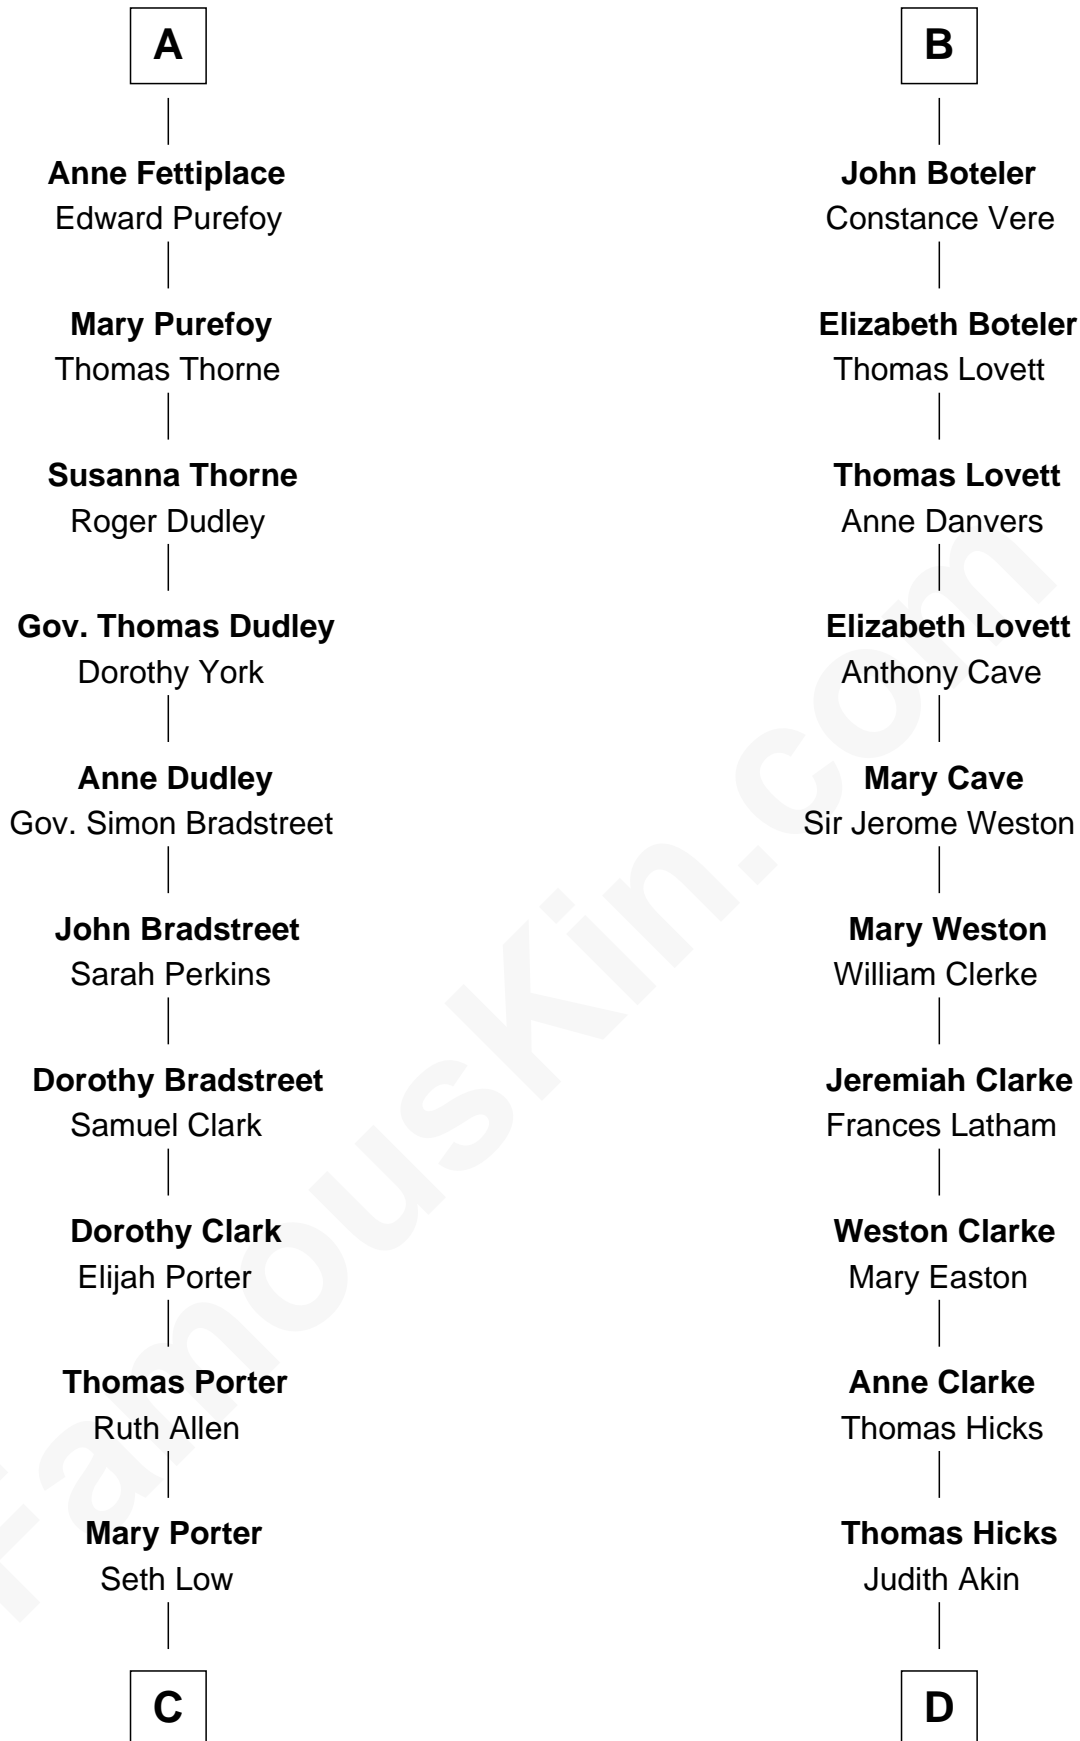 A
Anne Fettiplace
Edward Purefoy
Mary Purefoy
Thomas Thorne
Susanna Thorne
Roger Dudley
Gov. Thomas Dudley
Dorothy York
Anne Dudley
Gov. Simon Bradstreet
John Bradstreet
Sarah Perkins
Dorothy Bradstreet
Samuel Clark
Dorothy Clark
Elijah Porter
Thomas Porter
Ruth Allen
Mary Porter
Seth Low
C
B
John Boteler
Constance Vere
Elizabeth Boteler
Thomas Lovett
Thomas Lovett
Anne Danvers
Elizabeth Lovett
Anthony Cave
Mary Cave
Sir Jerome Weston
Mary Weston
William Clerke
Jeremiah Clarke
Frances Latham
Weston Clarke
Mary Easton
Anne Clarke
Thomas Hicks
Thomas Hicks
Judith Akin
D
FamousKin.com